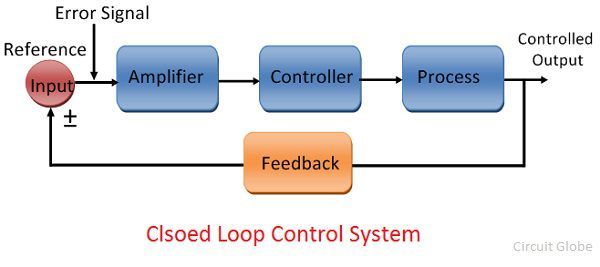 Error Signal
Reference
Input
±
Amplifier
Controller
Process
Controlled
Output
Feedback
Clsoed Loop Control System
Circuit Globe